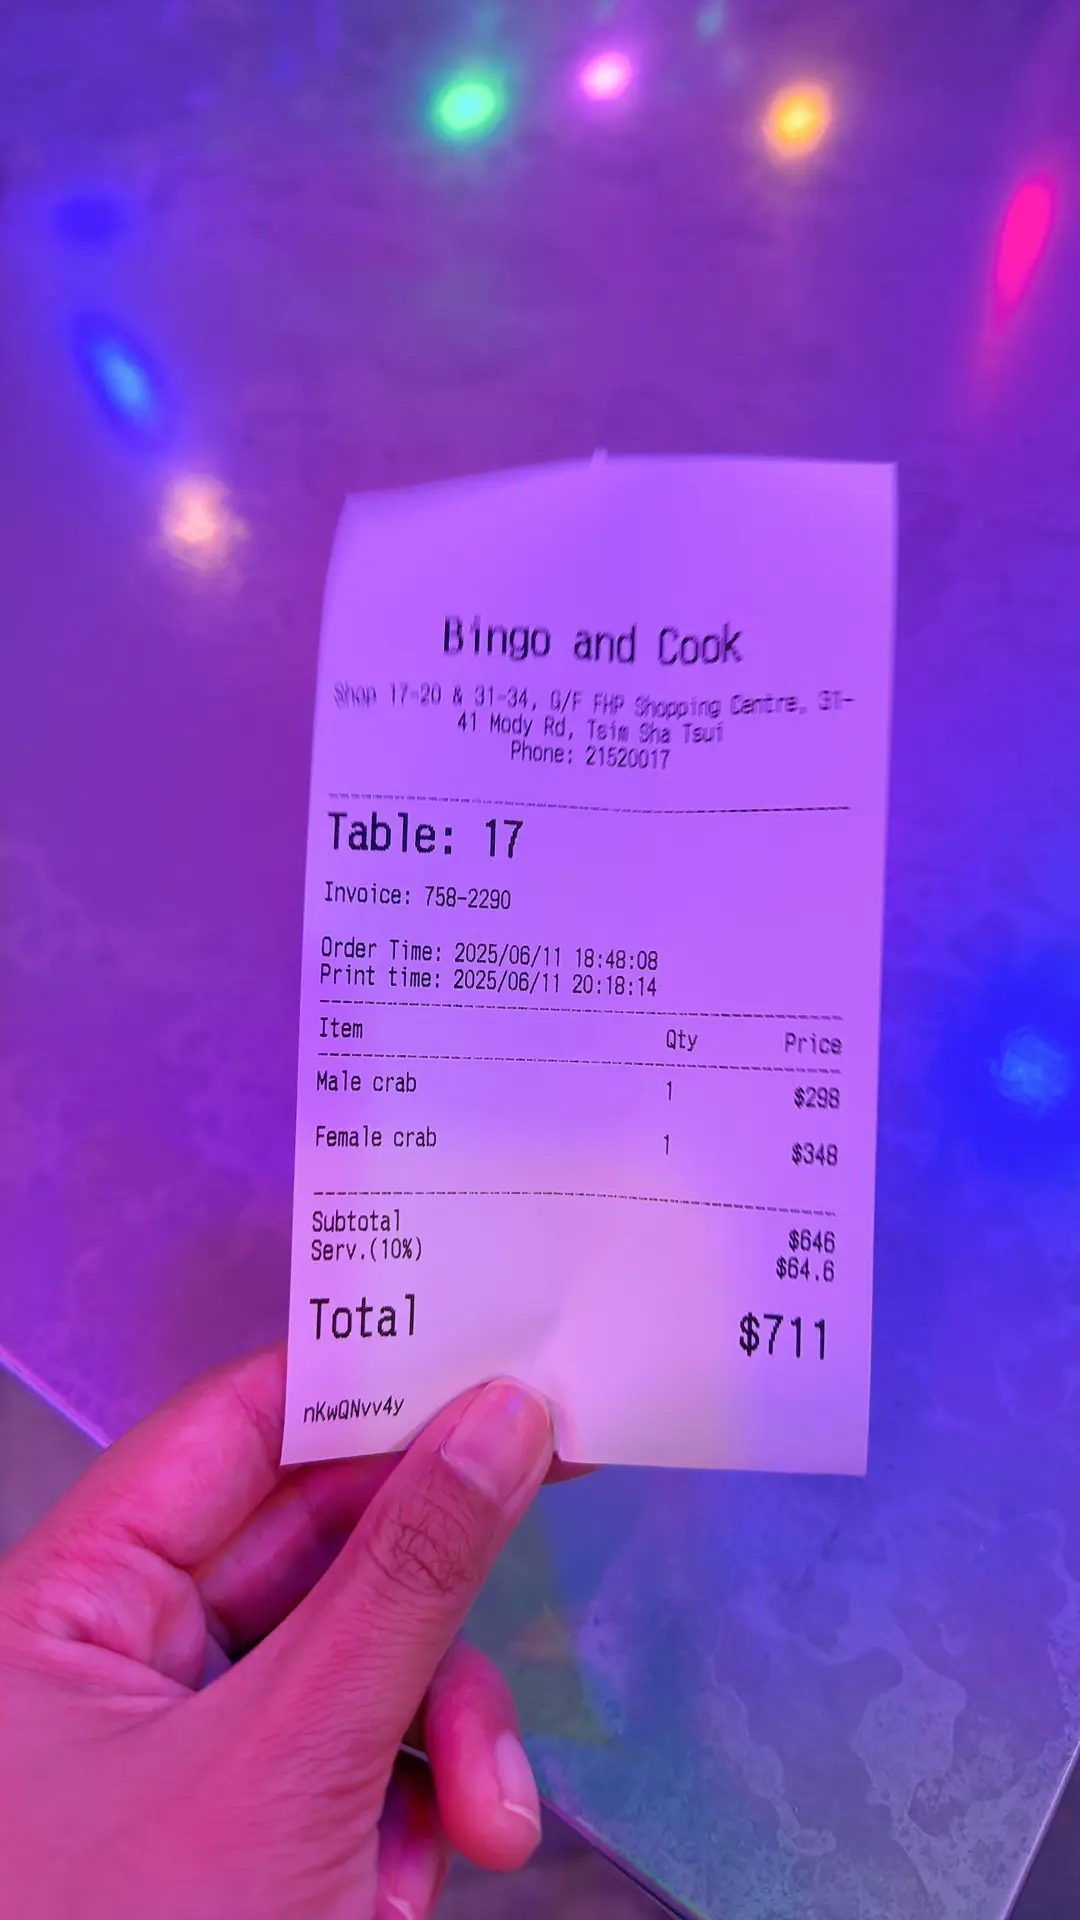 Bingo and Cook
Shop 17-20 & 31-34, G/F FHP Shopping Centre, 31-
41 Mody Rd, Tsim Sha Tsui
Phone: 21520017
Table: 17
Invoice: 758-2290
Order Time: 2025/06/11 18:48:08
Print time: 2025/06/11 20:18:14
Item Qty Price
Male crab 1 $298
Female crab 1 $348
Subtotal $646
Serv.(10%) $64.6
Total $711
nKwQNvv4y